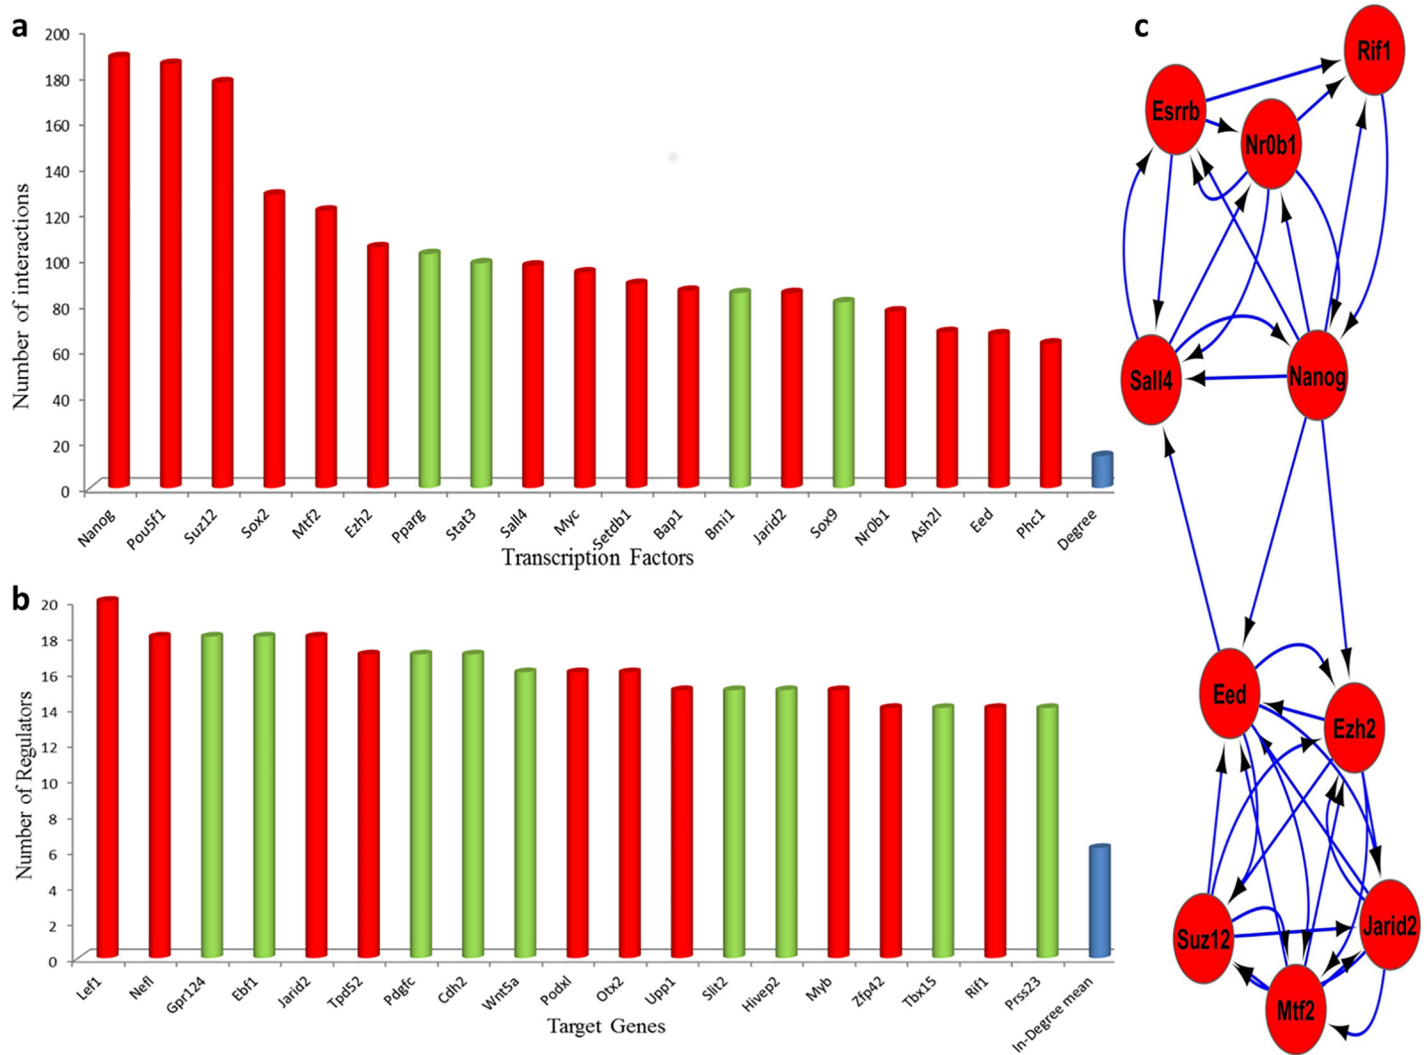 a
200
180
160
140
120
100
80
60
40
20
0
Number of interactions
Nanog
Pou5f1
Suz12
Sox2
Mtf2
Ezh2
Pparg
Stat3
Sall4
Myc
Setdb1
Bap1
Bmi1
Jarid2
Sox9
Nr0b1
Ash2l
Eed
Phc1
Degree
Transcription Factors
b
20
18
16
14
12
10
8
6
4
2
0
Number of Regulators
Lef1
Nefl
Gpr124
Ebf1
Jarid2
Tpd52
Pdgfc
Cdh2
Wnt5a
Podxl
Otx2
Upp1
Slit2
Hivep2
Myb
Zfp42
Tbx15
Rif1
Prss23
In-Degree mean
Target Genes
c
Rif1
Esrrb
Nr0b1
Sall4
Nanog
Eed
Ezh2
Suz12
Jarid2
Mtf2